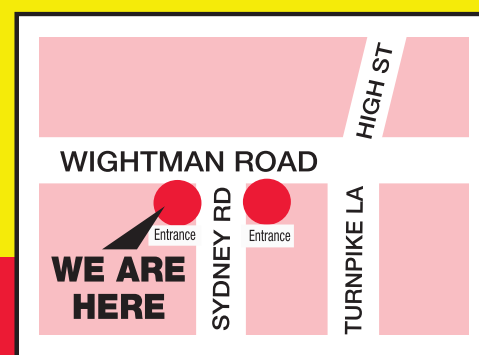 HIGH ST
WIGHTMAN ROAD
Entrance
SYDNEY RD
Entrance
TURNPIKE LA
WE ARE
HERE